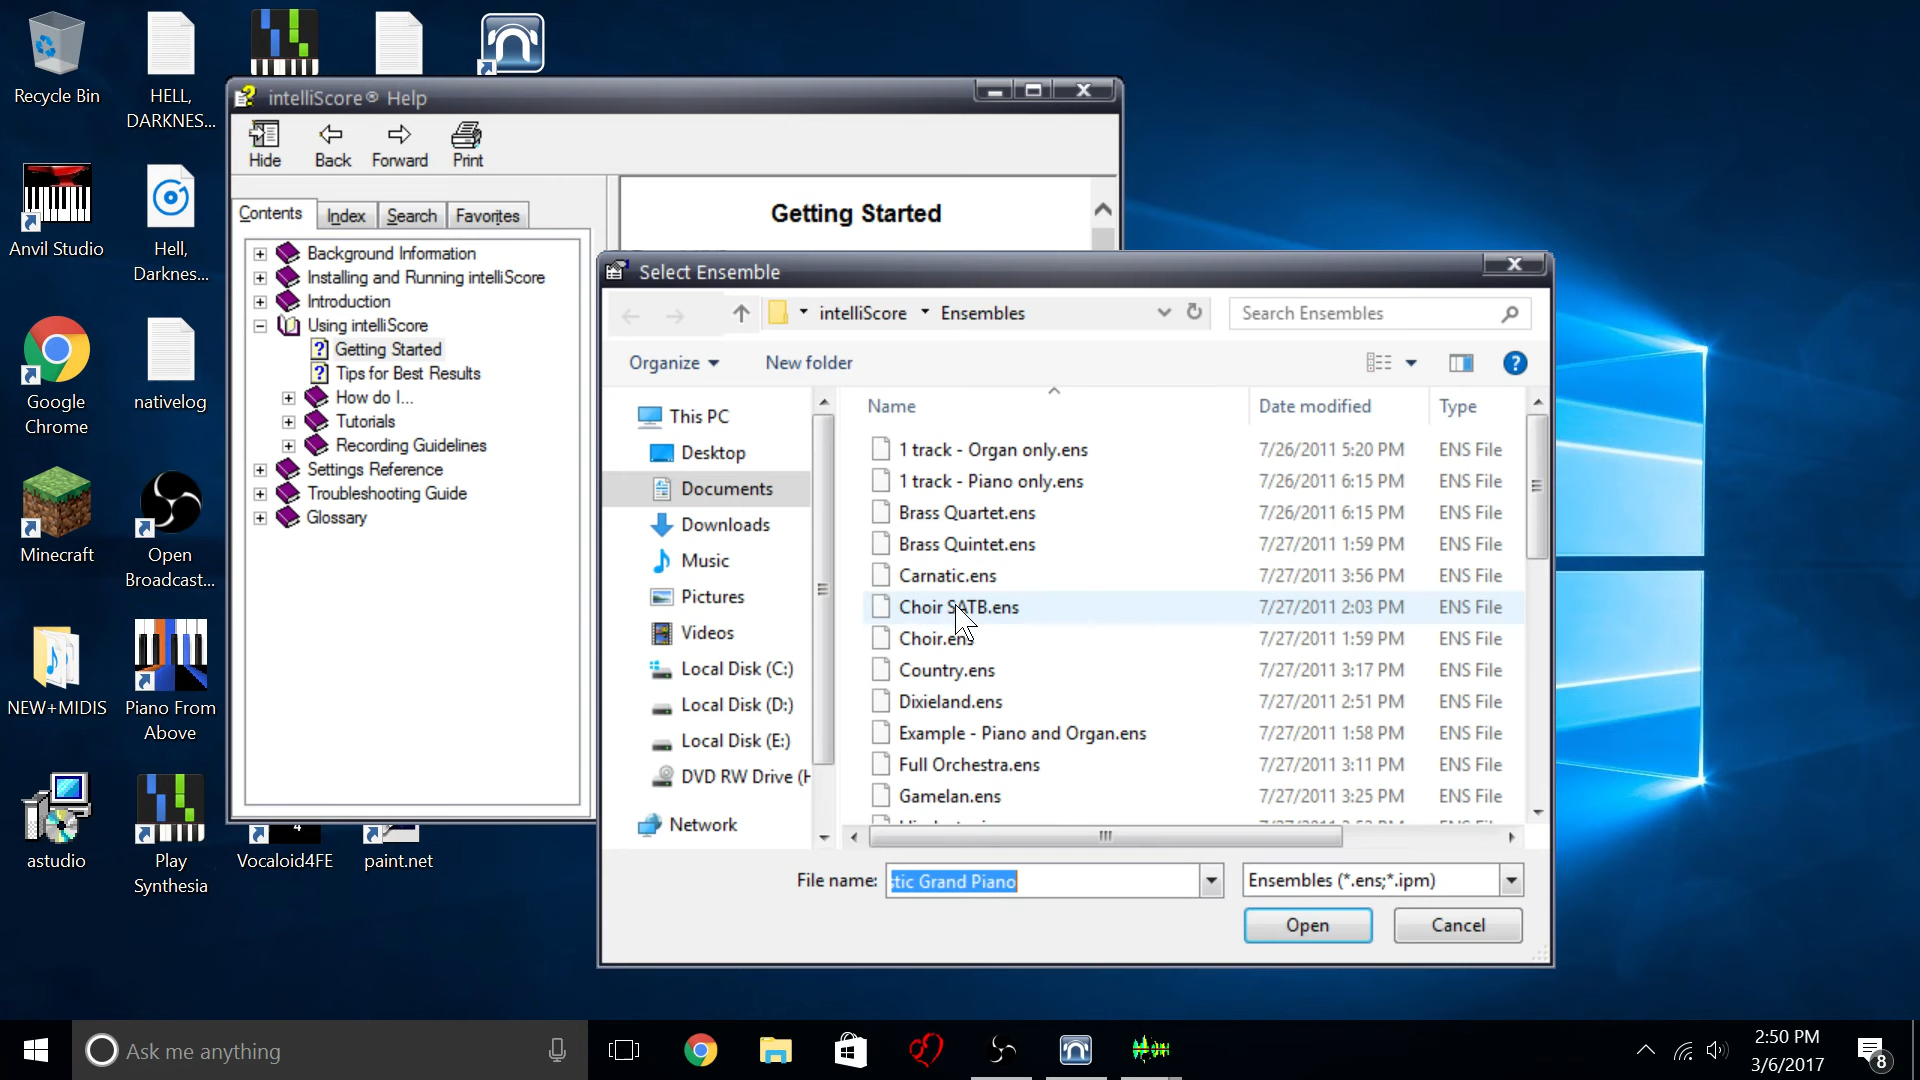 Recycle Bin
HELL,
DARKNES...
Anvil Studio
Hell,
Darknes...
Google
Chrome
nativelog
Minecraft
Open
Broadcast...
NEW+MIDIS
Piano From
Above
astudio
Play
Synthesia
Vocaloid4FE
paint.net
intelliScore® Help
Hide
Back
Forward
Print
Contents
Index
Search
Favorites
Background Information
Installing and Running intelliScore
Introduction
Using intelliScore
Getting Started
Tips for Best Results
How do I...
Tutorials
Recording Guidelines
Settings Reference
Troubleshooting Guide
Glossary
Getting Started
Select Ensemble
intelliScore
Ensembles
Search Ensembles
Organize
New folder
This PC
Desktop
Documents
Downloads
Music
Pictures
Videos
Local Disk (C:)
Local Disk (D:)
Local Disk (E:)
DVD RW Drive (H
Network
Name Date modified Type
1 track - Organ only.ens 7/26/2011 5:20 PM ENS File
1 track - Piano only.ens 7/26/2011 6:15 PM ENS File
Brass Quartet.ens 7/26/2011 6:15 PM ENS File
Brass Quintet.ens 7/27/2011 1:59 PM ENS File
Carnatic.ens 7/27/2011 3:56 PM ENS File
Choir SATB.ens 7/27/2011 2:03 PM ENS File
Choir.ens 7/27/2011 1:59 PM ENS File
Country.ens 7/27/2011 3:17 PM ENS File
Dixieland.ens 7/27/2011 2:51 PM ENS File
Example - Piano and Organ.ens 7/27/2011 1:58 PM ENS File
Full Orchestra.ens 7/27/2011 3:11 PM ENS File
Gamelan.ens 7/27/2011 3:25 PM ENS File
File name: stic Grand Piano
Ensembles (*.ens;*.ipm)
Open
Cancel
Ask me anything
2:50 PM
3/6/2017
8